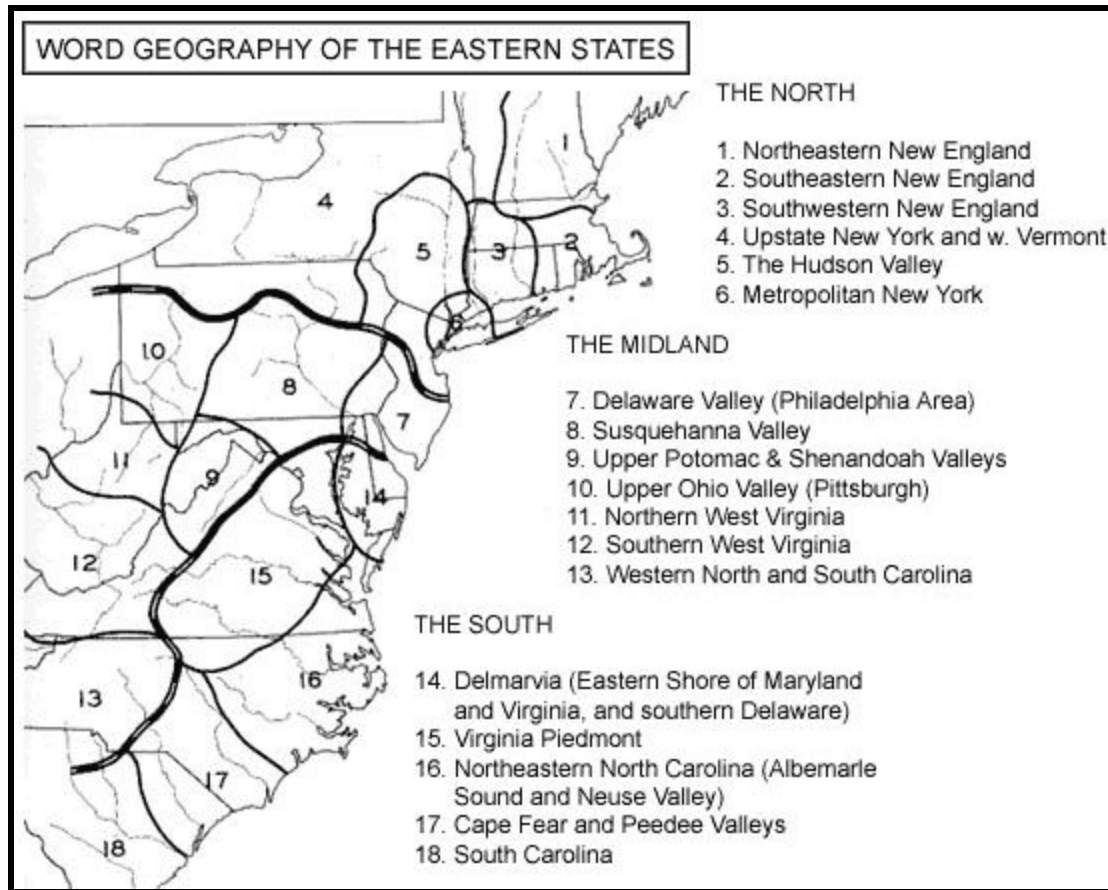 WORD GEOGRAPHY OF THE EASTERN STATES
THE NORTH
1. Northeastern New England
2. Southeastern New England
3. Southwestern New England
4. Upstate New York and w. Vermont
5. The Hudson Valley
6. Metropolitan New York
THE MIDLAND
7. Delaware Valley (Philadelphia Area)
8. Susquehanna Valley
9. Upper Potomac & Shenandoah Valleys
10. Upper Ohio Valley (Pittsburgh)
11. Northern West Virginia
12. Southern West Virginia
13. Western North and South Carolina
THE SOUTH
14. Delmarvia (Eastern Shore of Maryland
and Virginia, and southern Delaware)
15. Virginia Piedmont
16. Northeastern North Carolina (Albemarle
Sound and Neuse Valley)
17. Cape Fear and Peedee Valleys
18. South Carolina
1
2
3
4
5
6
7
8
9
10
11
12
13
14
15
16
17
18